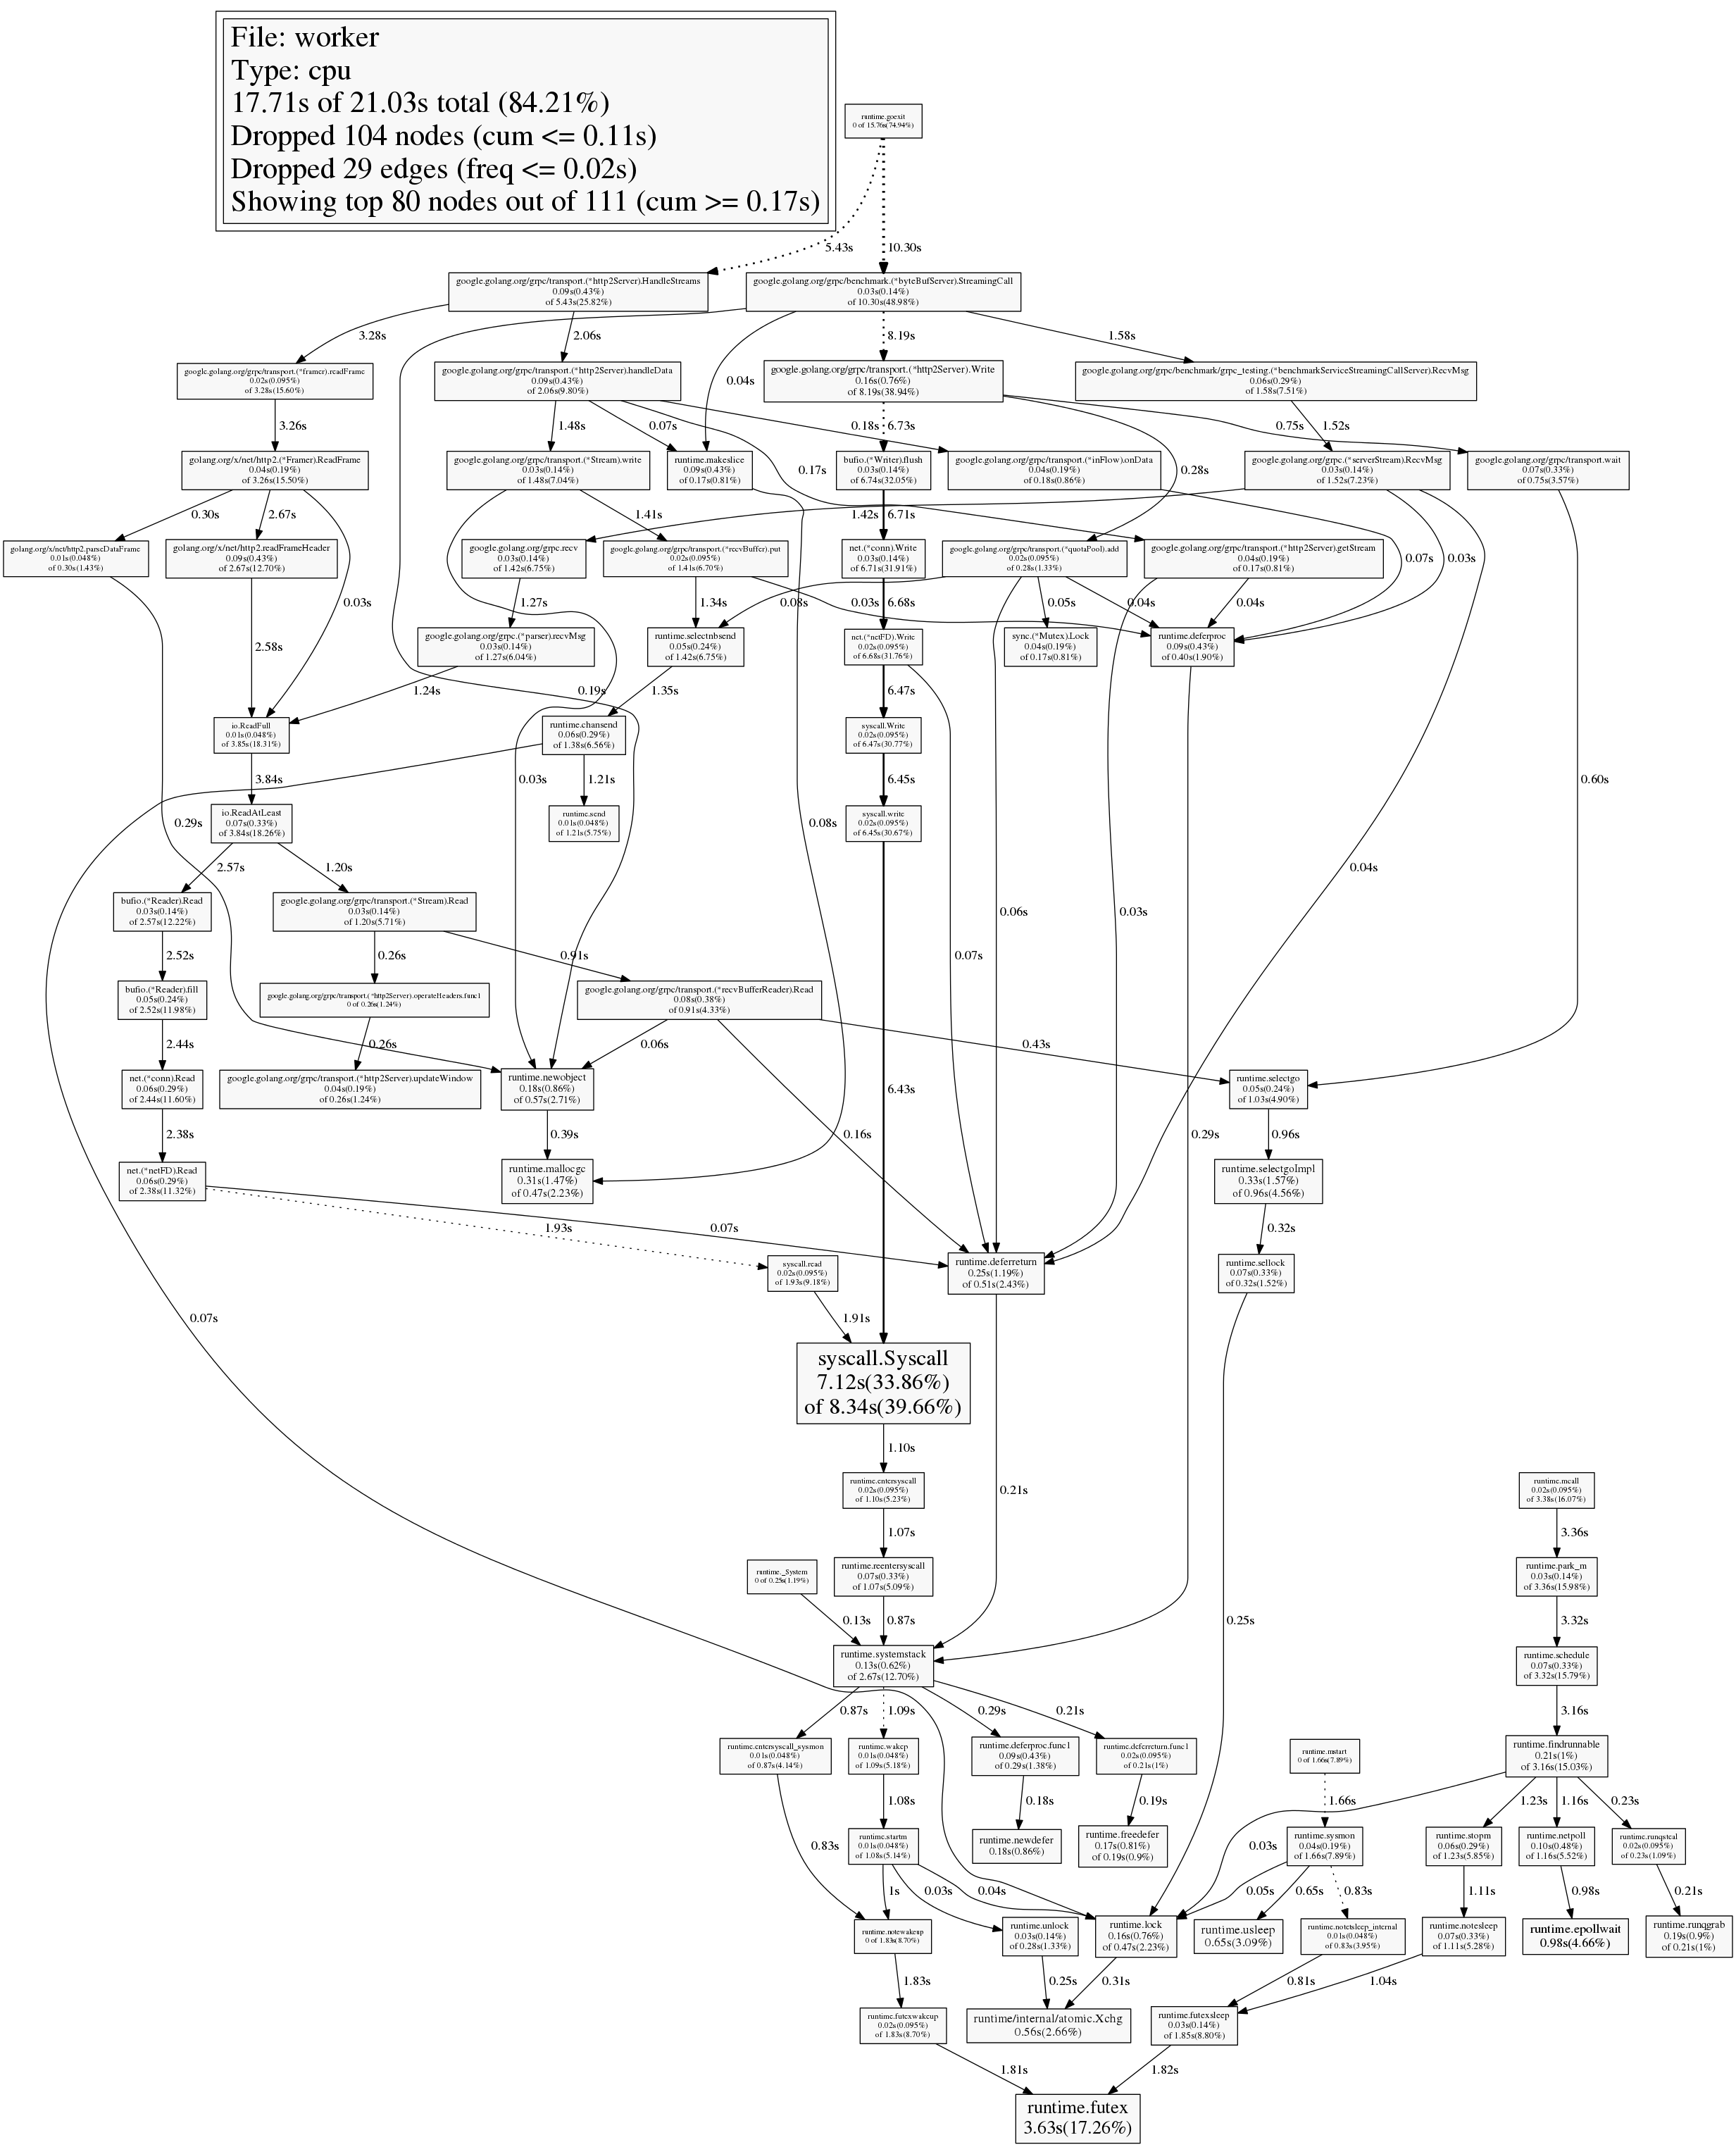 File: worker
Type: cpu
17.71s of 21.03s total (84.21%)
Dropped 104 nodes (cum <= 0.11s)
Dropped 29 edges (freq <= 0.02s)
Showing top 80 nodes out of 111 (cum >= 0.17s)
runtime.goexit
0 of 15.76s(74.94%)
5.43s
10.30s
google.golang.org/grpc/transport.(*http2Server).HandleStreams
0.09s(0.43%)
of 5.43s(25.82%)
google.golang.org/grpc/benchmark.(*byteBufServer).StreamingCall
0.03s(0.14%)
of 10.30s(48.98%)
3.28s
2.06s
0.04s
8.19s
1.58s
google.golang.org/grpc/transport.(*framer).readFrame
0.02s(0.095%)
of 3.28s(15.60%)
google.golang.org/grpc/transport.(*http2Server).handleData
0.09s(0.43%)
of 2.06s(9.80%)
google.golang.org/grpc/transport.(*http2Server).Write
0.16s(0.76%)
of 8.19s(38.94%)
google.golang.org/grpc/benchmark/grpc_testing.(*benchmarkServiceStreamingCallServer).RecvMsg
0.06s(0.29%)
of 1.58s(7.51%)
3.26s
1.48s
0.07s
0.17s
0.18s
6.73s
0.28s
0.75s
1.52s
golang.org/x/net/http2.(*Framer).ReadFrame
0.04s(0.19%)
of 3.26s(15.50%)
google.golang.org/grpc/transport.(*Stream).write
0.03s(0.14%)
of 1.48s(7.04%)
runtime.makeslice
0.09s(0.43%)
of 0.17s(0.81%)
bufio.(*Writer).flush
0.03s(0.14%)
of 6.74s(32.05%)
google.golang.org/grpc/transport.(*inFlow).onData
0.04s(0.19%)
of 0.18s(0.86%)
google.golang.org/grpc.(*serverStream).RecvMsg
0.03s(0.14%)
of 1.52s(7.23%)
google.golang.org/grpc/transport.wait
0.07s(0.33%)
of 0.75s(3.57%)
0.30s
2.67s
0.03s
1.41s
1.42s
6.71s
0.07s
0.03s
golang.org/x/net/http2.parseDataFrame
0.01s(0.048%)
of 0.30s(1.43%)
golang.org/x/net/http2.readFrameHeader
0.09s(0.43%)
of 2.67s(12.70%)
google.golang.org/grpc.recv
0.03s(0.14%)
of 1.42s(6.75%)
google.golang.org/grpc/transport.(*recvBuffer).put
0.02s(0.095%)
of 1.41s(6.70%)
net.(*conn).Write
0.03s(0.14%)
of 6.71s(31.91%)
google.golang.org/grpc/transport.(*quotaPool).add
0.02s(0.095%)
of 0.28s(1.33%)
google.golang.org/grpc/transport.(*http2Server).getStream
0.04s(0.19%)
of 0.17s(0.81%)
2.58s
1.27s
1.34s
0.08s
0.03s
6.68s
0.05s
0.04s
0.04s
google.golang.org/grpc.(*parser).recvMsg
0.03s(0.14%)
of 1.27s(6.04%)
runtime.selectnbsend
0.05s(0.24%)
of 1.42s(6.75%)
net.(*netFD).Write
0.02s(0.095%)
of 6.68s(31.76%)
sync.(*Mutex).Lock
0.04s(0.19%)
of 0.17s(0.81%)
runtime.deferproc
0.09s(0.43%)
of 0.40s(1.90%)
1.24s
0.19s
1.35s
6.47s
io.ReadFull
0.01s(0.048%)
of 3.85s(18.31%)
runtime.chansend
0.06s(0.29%)
of 1.38s(6.56%)
syscall.Write
0.02s(0.095%)
of 6.47s(30.77%)
3.84s
0.03s
1.21s
6.45s
0.60s
io.ReadAtLeast
0.07s(0.33%)
of 3.84s(18.26%)
runtime.send
0.01s(0.048%)
of 1.21s(5.75%)
syscall.write
0.02s(0.095%)
of 6.45s(30.67%)
0.29s
0.08s
2.57s
1.20s
0.04s
bufio.(*Reader).Read
0.03s(0.14%)
of 2.57s(12.22%)
google.golang.org/grpc/transport.(*Stream).Read
0.03s(0.14%)
of 1.20s(5.71%)
0.06s
0.03s
2.52s
0.26s
0.91s
0.07s
bufio.(*Reader).fill
0.05s(0.24%)
of 2.52s(11.98%)
google.golang.org/grpc/transport.(*http2Server).operateHeaders.func1
0 of 0.26s(1.24%)
google.golang.org/grpc/transport.(*recvBufferReader).Read
0.08s(0.38%)
of 0.91s(4.33%)
2.44s
0.26s
0.06s
0.43s
net.(*conn).Read
0.06s(0.29%)
of 2.44s(11.60%)
google.golang.org/grpc/transport.(*http2Server).updateWindow
0.04s(0.19%)
of 0.26s(1.24%)
runtime.newobject
0.18s(0.86%)
of 0.57s(2.71%)
6.43s
runtime.selectgo
0.05s(0.24%)
of 1.03s(4.90%)
2.38s
0.39s
0.16s
0.29s
0.96s
net.(*netFD).Read
0.06s(0.29%)
of 2.38s(11.32%)
runtime.mallocgc
0.31s(1.47%)
of 0.47s(2.23%)
runtime.selectgoImpl
0.33s(1.57%)
of 0.96s(4.56%)
1.93s
0.07s
0.32s
syscall.read
0.02s(0.095%)
of 1.93s(9.18%)
runtime.deferreturn
0.25s(1.19%)
of 0.51s(2.43%)
runtime.sellock
0.07s(0.33%)
of 0.32s(1.52%)
0.07s
1.91s
syscall.Syscall
7.12s(33.86%)
of 8.34s(39.66%)
1.10s
runtime.entersyscall
0.02s(0.095%)
of 1.10s(5.23%)
0.21s
runtime.mcall
0.02s(0.095%)
of 3.38s(16.07%)
1.07s
3.36s
runtime._System
0 of 0.25s(1.19%)
runtime.reentersyscall
0.07s(0.33%)
of 1.07s(5.09%)
runtime.park_m
0.03s(0.14%)
of 3.36s(15.98%)
0.13s
0.87s
0.25s
3.32s
runtime.systemstack
0.13s(0.62%)
of 2.67s(12.70%)
runtime.schedule
0.07s(0.33%)
of 3.32s(15.79%)
0.87s
1.09s
0.29s
0.21s
3.16s
runtime.entersyscall_sysmon
0.01s(0.048%)
of 0.87s(4.14%)
runtime.wakep
0.01s(0.048%)
of 1.09s(5.18%)
runtime.deferproc.func1
0.09s(0.43%)
of 0.29s(1.38%)
runtime.deferreturn.func1
0.02s(0.095%)
of 0.21s(1%)
runtime.mstart
0 of 1.66s(7.89%)
runtime.findrunnable
0.21s(1%)
of 3.16s(15.03%)
1.08s
0.18s
0.19s
1.66s
1.23s
1.16s
0.23s
0.83s
runtime.startm
0.01s(0.048%)
of 1.08s(5.14%)
runtime.newdefer
0.18s(0.86%)
runtime.freedefer
0.17s(0.81%)
of 0.19s(0.9%)
0.03s
runtime.sysmon
0.04s(0.19%)
of 1.66s(7.89%)
runtime.stopm
0.06s(0.29%)
of 1.23s(5.85%)
runtime.netpoll
0.10s(0.48%)
of 1.16s(5.52%)
runtime.runqsteal
0.02s(0.095%)
of 0.23s(1.09%)
1s
0.03s
0.04s
0.05s
0.65s
0.83s
1.11s
0.98s
0.21s
runtime.notewakeup
0 of 1.83s(8.70%)
runtime.unlock
0.03s(0.14%)
of 0.28s(1.33%)
runtime.lock
0.16s(0.76%)
of 0.47s(2.23%)
runtime.usleep
0.65s(3.09%)
runtime.notetsleep_internal
0.01s(0.048%)
of 0.83s(3.95%)
runtime.notesleep
0.07s(0.33%)
of 1.11s(5.28%)
runtime.epollwait
0.98s(4.66%)
runtime.runqgrab
0.19s(0.9%)
of 0.21s(1%)
1.83s
0.25s
0.31s
0.81s
1.04s
runtime.futexwakeup
0.02s(0.095%)
of 1.83s(8.70%)
runtime/internal/atomic.Xchg
0.56s(2.66%)
runtime.futexsleep
0.03s(0.14%)
of 1.85s(8.80%)
1.81s
1.82s
runtime.futex
3.63s(17.26%)